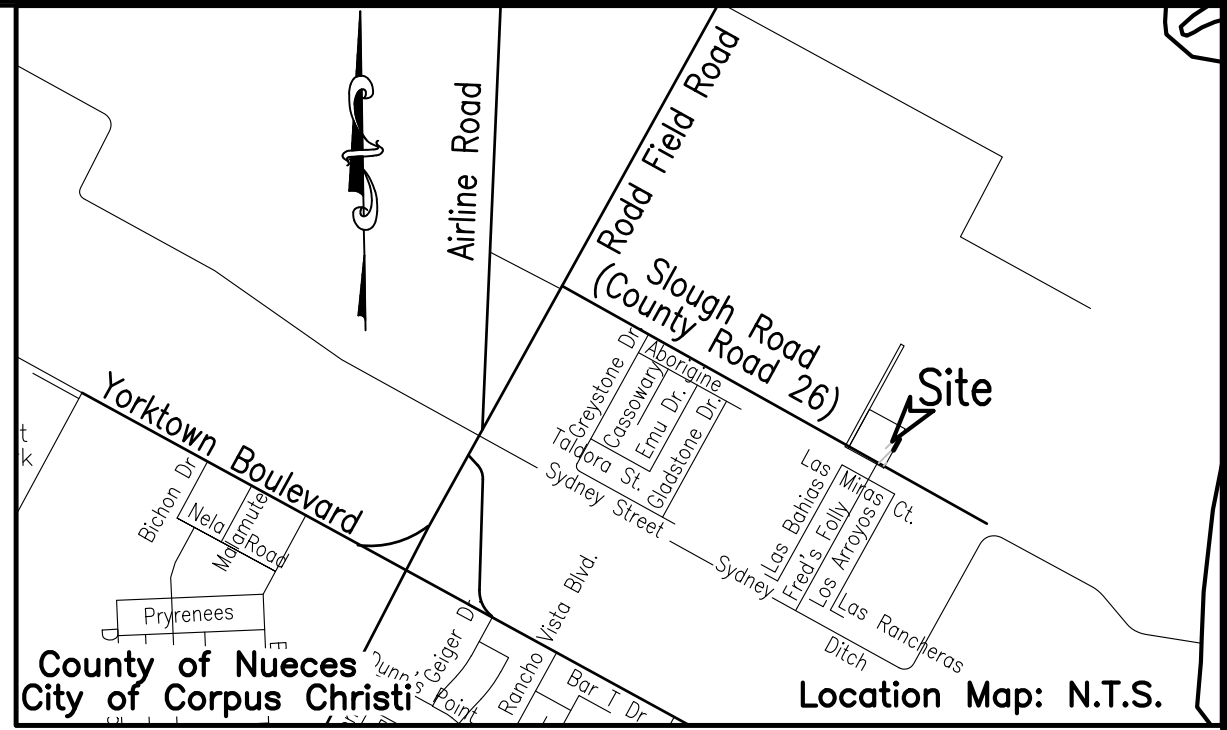 Airline Road
Rodd Field Road
Slough Road
(County Road 26)
Site
Greystone Dr.
Aborigine
Cassowary
Emu Dr.
Gladstone Dr.
Taldora St.
Sydney Street
Las Miras Ct.
Las Bahias
Fred's Folly
Los Arroyos
Las Rancheras
Sydney
Ditch
Yorktown Boulevard
Bichon Dr.
Nela Road
Malamute
Pryrenees
Geiger Dr.
Dunn's Point
Rancho Vista Blvd.
Bar T Dr
County of Nueces
City of Corpus Christi
Location Map: N.T.S.